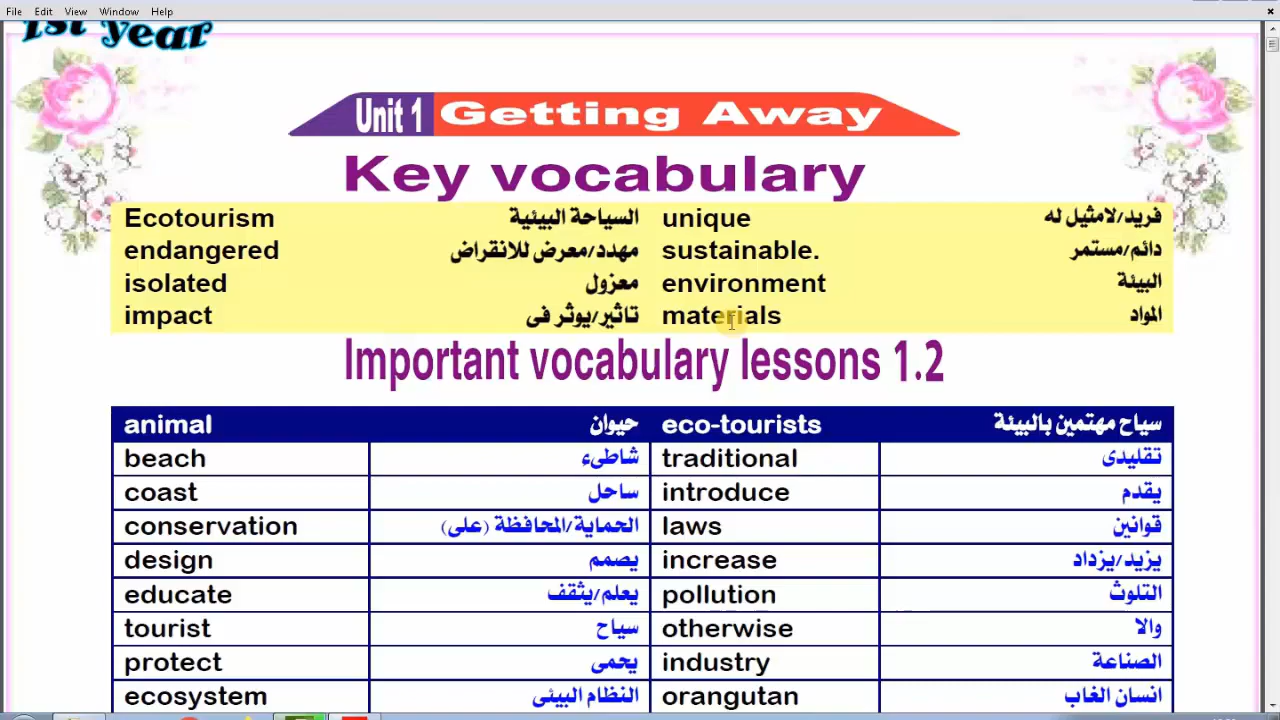 File Edit View Window Help
1st year
Unit 1 Getting Away
Key vocabulary
Ecotourism السياحة البيئية unique فريد/لامثيل له
endangered مهدد/معرض للانقراض sustainable. دائم/مستمر
isolated معزول environment البيئة
impact تاثير/يوثر فى materials المواد
Important vocabulary lessons 1.2
animal حيوان eco-tourists سياح مهتمين بالبيئة
beach شاطىء traditional تقليدى
coast ساحل introduce يقدم
conservation الحماية/المحافظة (على) laws قوانين
design يصمم increase يزيد/يزداد
educate يعلم/يثقف pollution التلوث
tourist سياح otherwise والا
protect يحمى industry الصناعة
ecosystem النظام البيئى orangutan انسان الغاب